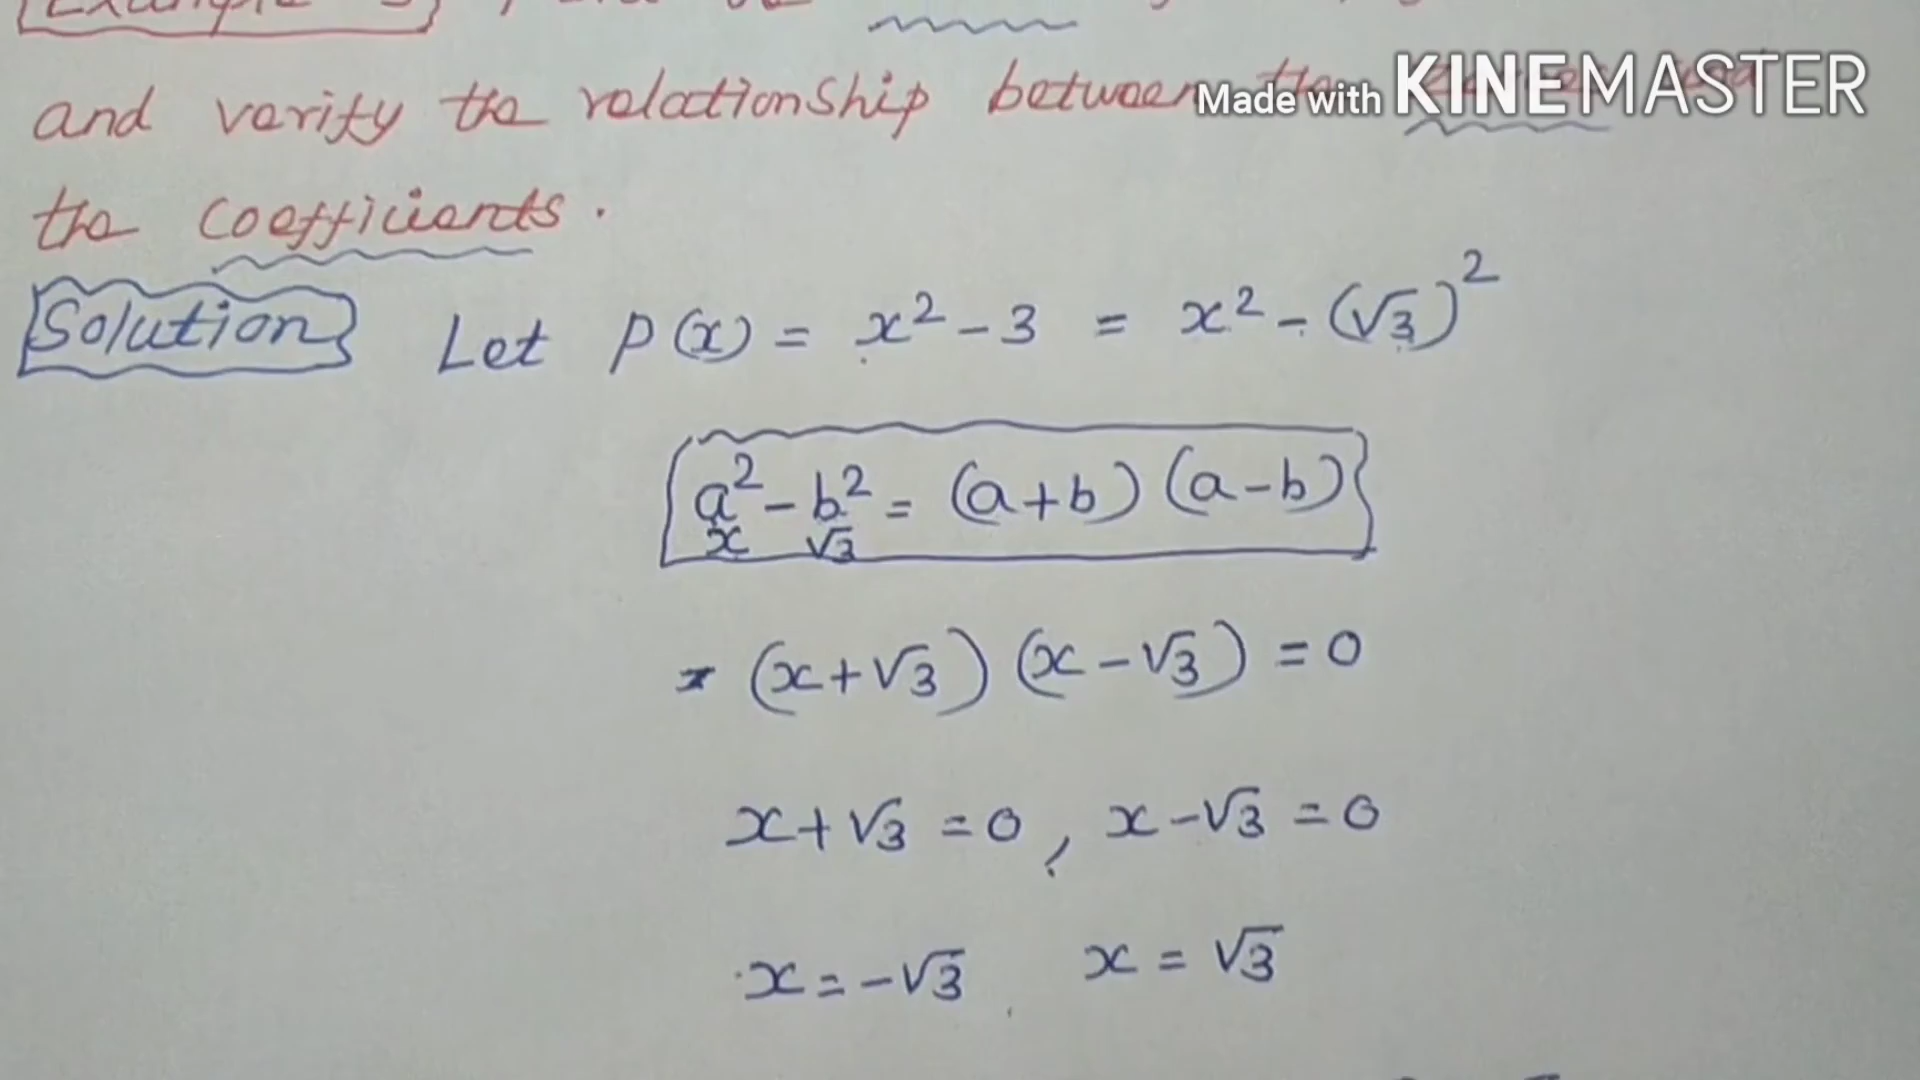 and verify the relationship between
Made with KINEMASTER
the coefficients.
Solution Let P(x) = x² - 3 = x² - (√3)²
a² - b² = (a+b) (a-b)
x √3
= (x+√3) (x-√3) = 0
x+√3 = 0, x-√3 = 0
x = -√3 x = √3